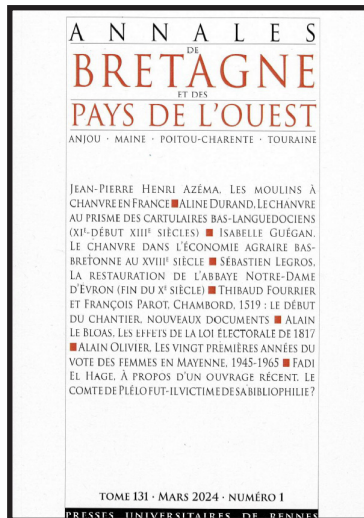 ANNALES
DE
BRETAGNE
ET DES
PAYS DE L'OUEST
ANJOU · MAINE · POITOU-CHARENTE · TOURAINE
JEAN-PIERRE HENRI AZÉMA, LES MOULINS À
CHANVRE EN FRANCE ■ ALINE DURAND, LE CHANVRE
AU PRISME DES CARTULAIRES BAS-LANGUEDOCIENS
(XIE-DÉBUT XIIIE SIÈCLES) ■ ISABELLE GUÉGAN,
LE CHANVRE DANS L'ÉCONOMIE AGRAIRE BAS-
BRETONNE AU XVIIIE SIÈCLE ■ SÉBASTIEN LEGROS,
LA RESTAURATION DE L'ABBAYE NOTRE-DAME
D'ÉVRON (FIN DU XE SIÈCLE) ■ THIBAUD FOURRIER
ET FRANÇOIS PAROT, CHAMBORD, 1519 : LE DÉBUT
DU CHANTIER, NOUVEAUX DOCUMENTS ■ ALAIN
LE BLOAS, LES EFFETS DE LA LOI ÉLECTORALE DE 1817
■ ALAIN OLIVIER, LES VINGT PREMIÈRES ANNÉES DU
VOTE DES FEMMES EN MAYENNE, 1945-1965 ■ FADI
EL HAGE, À PROPOS D'UN OUVRAGE RÉCENT. LE
COMTE DE PLÉLO FUT-IL VICTIME DE SA BIBLIOPHILIE ?
TOME 131 · MARS 2024 · NUMÉRO 1
PRESSES UNIVERSITAIRES DE RENNES